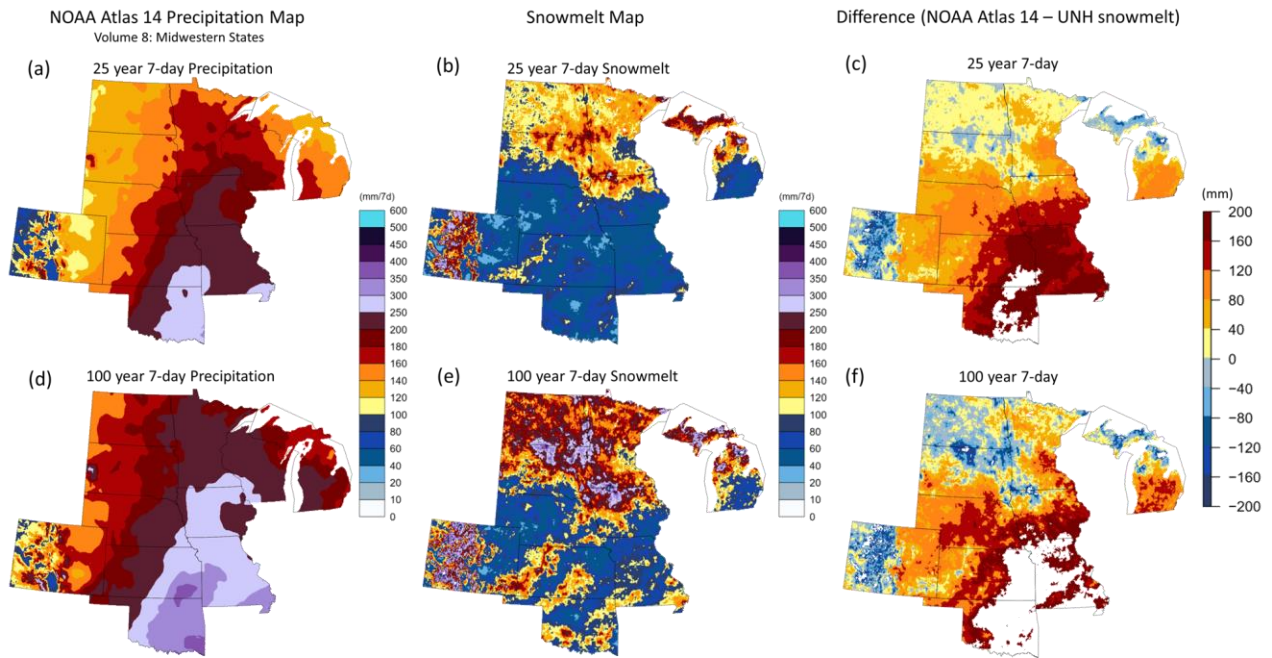 NOAA Atlas 14 Precipitation Map
Volume 8: Midwestern States
Snowmelt Map
Difference (NOAA Atlas 14 – UNH snowmelt)
(a)
25 year 7-day Precipitation
(b)
25 year 7-day Snowmelt
(c)
25 year 7-day
(mm/7d)
600
500
450
400
350
300
250
200
180
160
140
120
100
80
60
40
20
10
0
(mm/7d)
600
500
450
400
350
300
250
200
180
160
140
120
100
80
60
40
20
10
0
(mm)
200
160
120
80
40
0
−40
−80
−120
−160
−200
(d)
100 year 7-day Precipitation
(e)
100 year 7-day Snowmelt
(f)
100 year 7-day